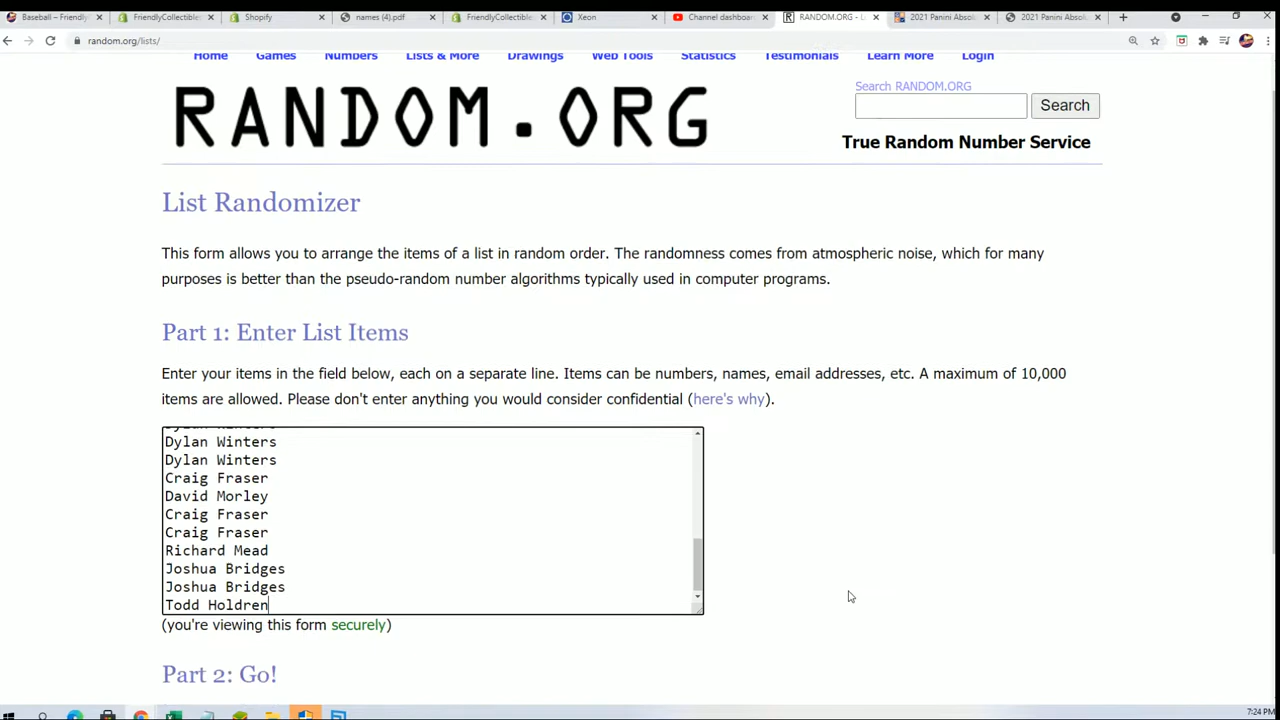 Baseball – Friendly
FriendlyCollectibles
Shopify
names (4).pdf
FriendlyCollectible
Xeon
Channel dashboar
RANDOM.ORG - L
2021 Panini Absolu
2021 Panini Absolu
random.org/lists/
Home Games Numbers Lists & More Drawings Web Tools Statistics Testimonials Learn More Login
RANDOM.ORG
Search RANDOM.ORG
Search
True Random Number Service
List Randomizer
This form allows you to arrange the items of a list in random order. The randomness comes from atmospheric noise, which for many
purposes is better than the pseudo-random number algorithms typically used in computer programs.
Part 1: Enter List Items
Enter your items in the field below, each on a separate line. Items can be numbers, names, email addresses, etc. A maximum of 10,000
items are allowed. Please don't enter anything you would consider confidential (here's why).
Dylan Winters
Dylan Winters
Craig Fraser
David Morley
Craig Fraser
Craig Fraser
Richard Mead
Joshua Bridges
Joshua Bridges
Todd Holdren
(you're viewing this form securely)
Part 2: Go!
7:24 PM